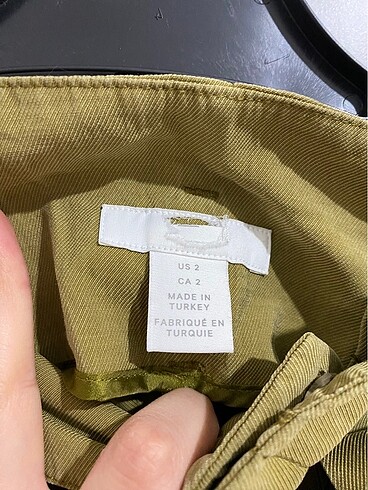 US 2
CA 2
MADE IN
TURKEY
FABRIQUÉ EN
TURQUIE